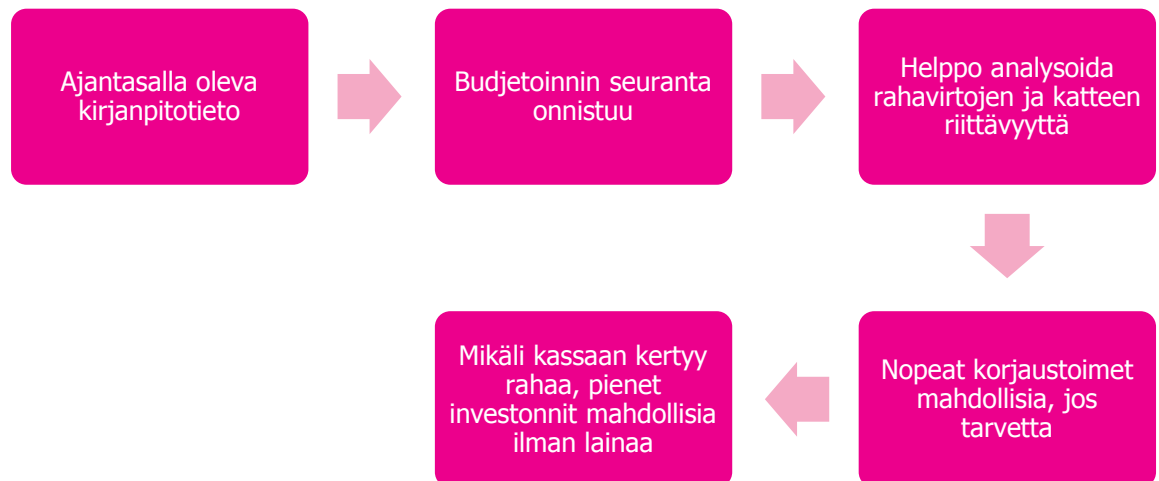 Ajantasalla oleva
kirjanpitotieto
Budjetoinnin seuranta
onnistuu
Helppo analysoida
rahavirtojen ja katteen
riittävyyttä
Nopeat korjaustoimet
mahdollisia, jos
tarvetta
Mikäli kassaan kertyy
rahaa, pienet
investonnit mahdollisia
ilman lainaa